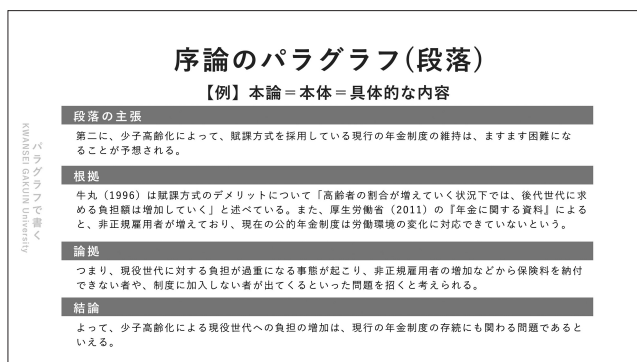 序論のパラグラフ(段落)
【例】本論＝本体＝具体的な内容
パラグラフで書く
KWANSEI GAKUIN University
段落の主張
第二に、少子高齢化によって、賦課方式を採用している現行の年金制度の維持は、ますます困難にな
ることが予想される。
根拠
牛丸（1996）は賦課方式のデメリットについて「高齢者の割合が増えていく状況下では、後代世代に求
める負担額は増加していく」と述べている。また、厚生労働省（2011）の『年金に関する資料』による
と、非正規雇用者が増えており、現在の公的年金制度は労働環境の変化に対応できていないという。
論拠
つまり、現役世代に対する負担が過重になる事態が起こり、非正規雇用者の増加などから保険料を納付
できない者や、制度に加入しない者が出てくるといった問題を招くと考えられる。
結論
よって、少子高齢化による現役世代への負担の増加は、現行の年金制度の存続にも関わる問題であると
いえる。